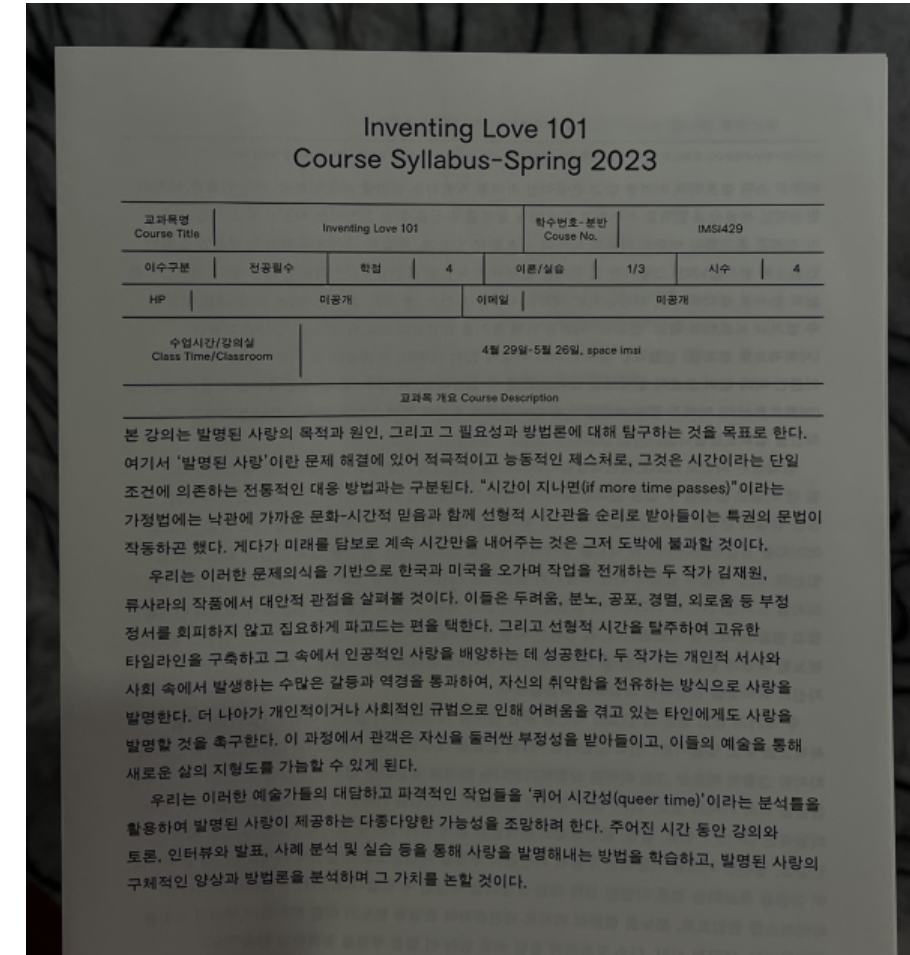 Inventing Love 101
Course Syllabus-Spring 2023
교과목명 Inventing Love 101 학수번호-분반 IMSI429
Course Title Couse No.
이수구분 전공필수 학점 4 이론/실습 1/3 시수 4
HP 미공개 이메일 미공개
수업시간/강의실 4월 29일-5월 26일, space imsi
Class Time/Classroom
교과목 개요 Course Description
본 강의는 발명된 사랑의 목적과 원인, 그리고 그 필요성과 방법론에 대해 탐구하는 것을 목표로 한다.
여기서 ‘발명된 사랑’이란 문제 해결에 있어 적극적이고 능동적인 제스처로, 그것은 시간이라는 단일
조건에 의존하는 전통적인 대응 방법과는 구분된다. “시간이 지나면(if more time passes)”이라는
가정법에는 낙관에 가까운 문화-시간적 믿음과 함께 선형적 시간관을 순리로 받아들이는 특권의 문법이
작동하곤 했다. 게다가 미래를 담보로 계속 시간만을 내어주는 것은 그저 도박에 불과할 것이다.
우리는 이러한 문제의식을 기반으로 한국과 미국을 오가며 작업을 전개하는 두 작가 김재원,
류사라의 작품에서 대안적 관점을 살펴볼 것이다. 이들은 두려움, 분노, 공포, 경멸, 외로움 등 부정
정서를 회피하지 않고 집요하게 파고드는 편을 택한다. 그리고 선형적 시간을 탈주하여 고유한
타임라인을 구축하고 그 속에서 인공적인 사랑을 배양하는 데 성공한다. 두 작가는 개인적 서사와
사회 속에서 발생하는 수많은 갈등과 역경을 통과하여, 자신의 취약함을 전유하는 방식으로 사랑을
발명한다. 더 나아가 개인적이거나 사회적인 규범으로 인해 어려움을 겪고 있는 타인에게도 사랑을
발명할 것을 촉구한다. 이 과정에서 관객은 자신을 둘러싼 부정성을 받아들이고, 이들의 예술을 통해
새로운 삶의 지형도를 가늠할 수 있게 된다.
우리는 이러한 예술가들의 대담하고 파격적인 작업들을 ‘퀴어 시간성(queer time)’이라는 분석틀을
활용하여 발명된 사랑이 제공하는 다종다양한 가능성을 조망하려 한다. 주어진 시간 동안 강의와
토론, 인터뷰와 발표, 사례 분석 및 실습 등을 통해 사랑을 발명해내는 방법을 학습하고, 발명된 사랑의
구체적인 양상과 방법론을 분석하며 그 가치를 논할 것이다.